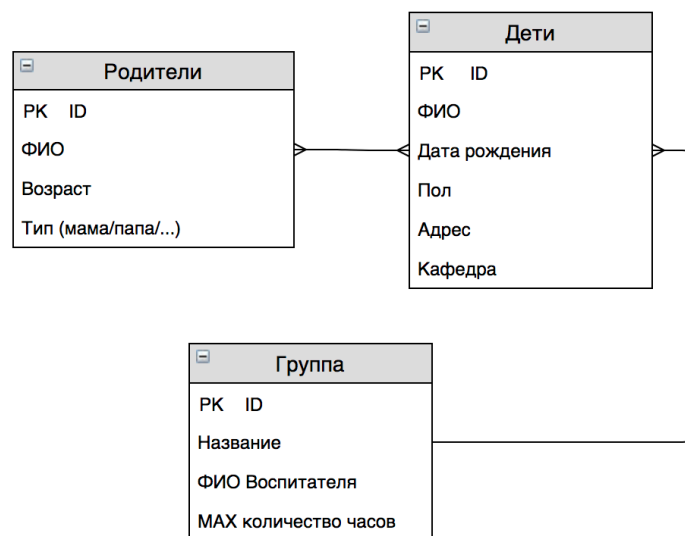 Родители
PK ID
ФИО
Возраст
Тип (мама/папа/...)
Дети
PK ID
ФИО
Дата рождения
Пол
Адрес
Кафедра
Группа
PK ID
Название
ФИО Воспитателя
MAX количество часов